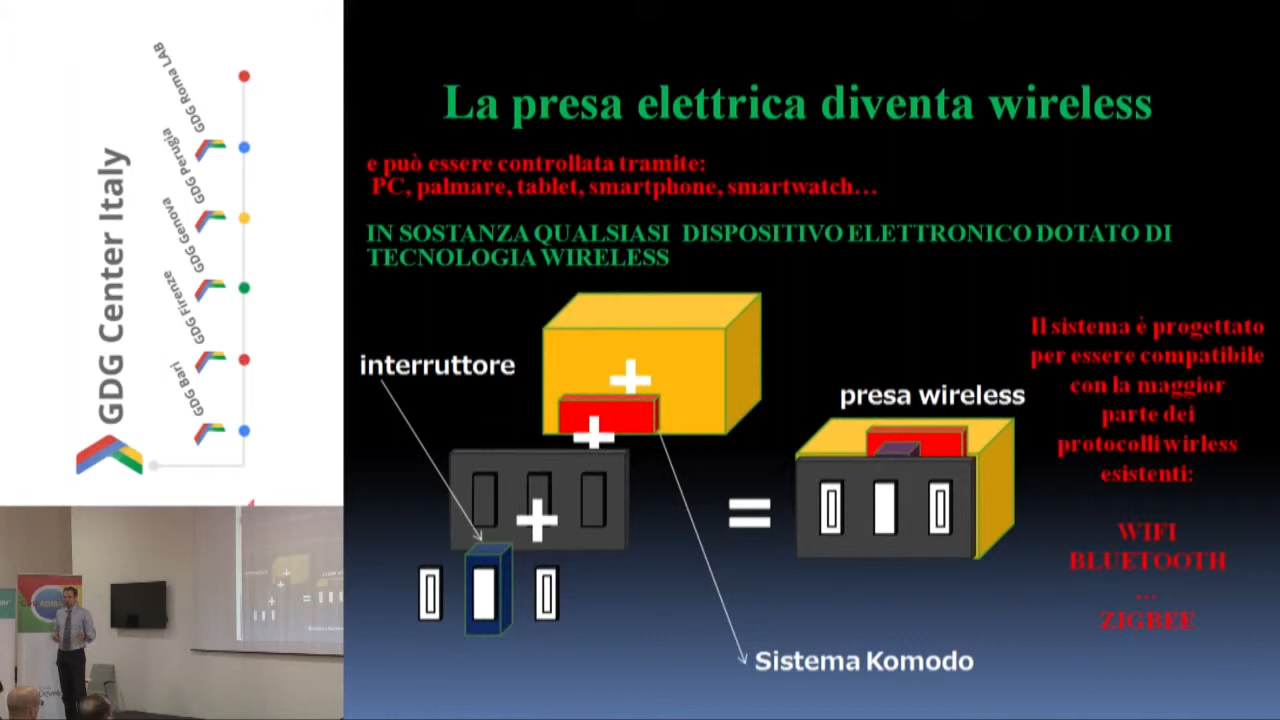 GDG Center Italy
GDG Roma LAB
GDG Perugia
GDG Genova
GDG Firenze
GDG Bari
La presa elettrica diventa wireless
e può essere controllata tramite:
PC, palmare, tablet, smartphone, smartwatch…
IN SOSTANZA QUALSIASI DISPOSITIVO ELETTRONICO DOTATO DI
TECNOLOGIA WIRELESS
interruttore
presa wireless
Sistema Komodo
Il sistema è progettato
per essere compatibile
con la maggior
parte dei
protocolli wirless
esistenti:
WIFI
BLUETOOTH
…
ZIGBEE